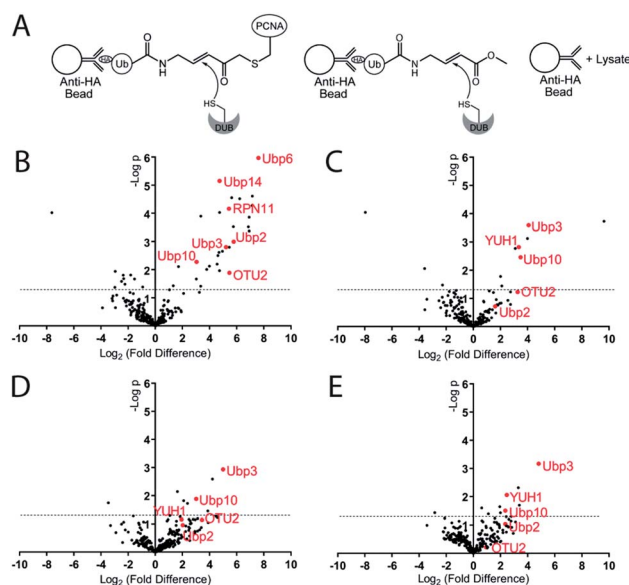 A
PCNA
HA
Ub
O
N
H
O
S
HS
DUB
Anti-HA
Bead
HA
Ub
O
N
H
O
O
HS
DUB
Anti-HA
Bead
+ Lysate
Anti-HA
Bead
B
-Log p
6
5
4
3
2
1
Ubp6
Ubp14
RPN11
Ubp2
Ubp3
Ubp10
OTU2
-10 -8 -6 -4 -2 0 2 4 6 8 10
Log2 (Fold Difference)
C
-Log p
6
5
4
3
2
1
Ubp3
YUH1
Ubp10
OTU2
Ubp2
-10 -8 -6 -4 -2 0 2 4 6 8 10
Log2 (Fold Difference)
D
-Log p
6
5
4
3
2
1
Ubp3
Ubp10
YUH1
OTU2
Ubp2
-10 -8 -6 -4 -2 0 2 4 6 8 10
Log2 (Fold Difference)
E
-Log p
6
5
4
3
2
1
Ubp3
YUH1
Ubp10
Ubp2
OTU2
-10 -8 -6 -4 -2 0 2 4 6 8 10
Log2 (Fold Difference)